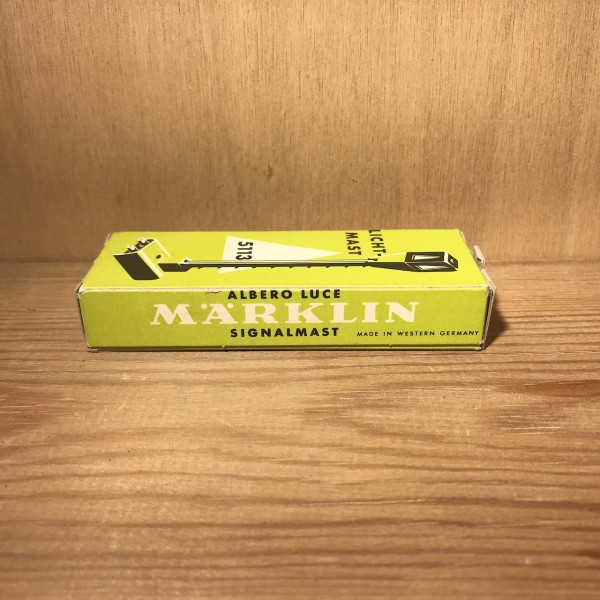 LICHT-
MAST
5113
ALBERO LUCE
MÄRKLIN
SIGNALMAST
MADE IN WESTERN GERMANY